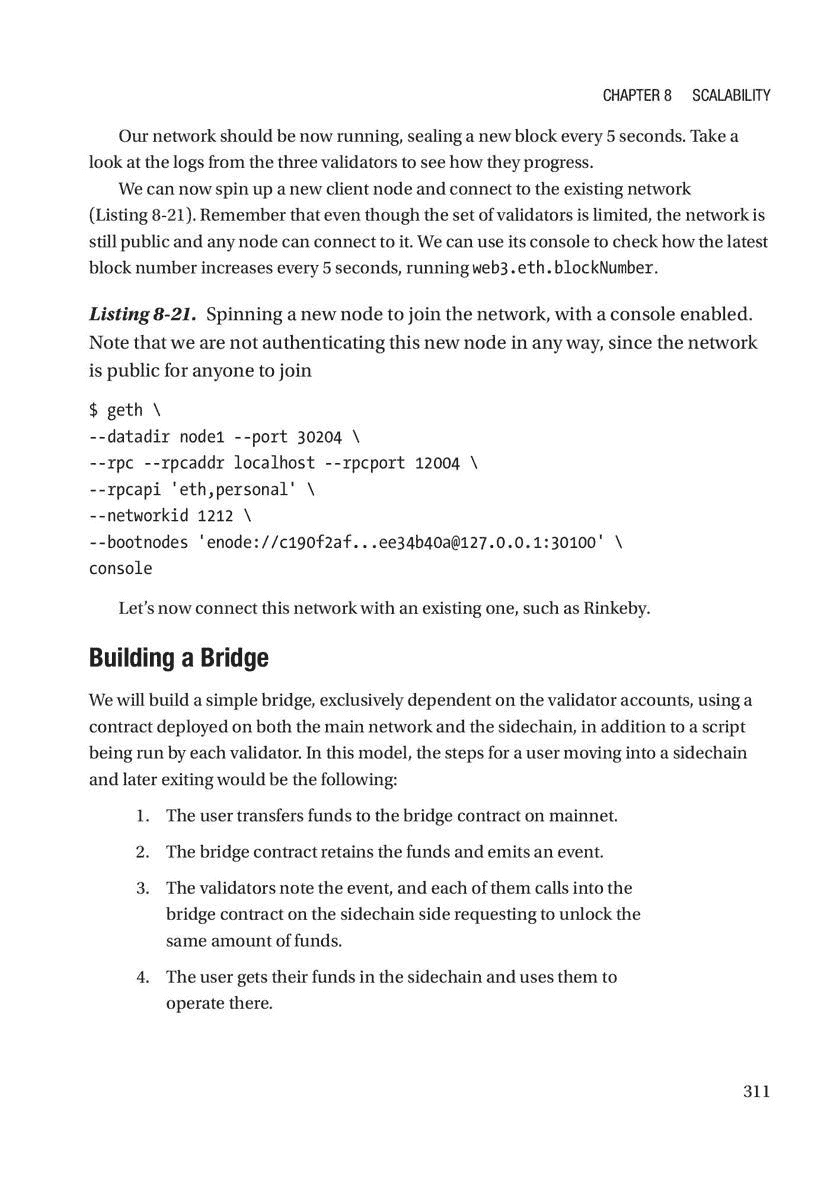 CHAPTER 8 SCALABILITY
Our network should be now running, sealing a new block every 5 seconds. Take a
look at the logs from the three validators to see how they progress.
We can now spin up a new client node and connect to the existing network
(Listing 8-21). Remember that even though the set of validators is limited, the network is
still public and any node can connect to it. We can use its console to check how the latest
block number increases every 5 seconds, running web3.eth.blockNumber.
Listing 8-21. Spinning a new node to join the network, with a console enabled.
Note that we are not authenticating this new node in any way, since the network
is public for anyone to join
$ geth \
--datadir node1 --port 30204 \
--rpc --rpcaddr localhost --rpcport 12004 \
--rpcapi 'eth,personal' \
--networkid 1212 \
--bootnodes 'enode://c190f2af...ee34b40a@127.0.0.1:30100' \
console
Let’s now connect this network with an existing one, such as Rinkeby.
Building a Bridge
We will build a simple bridge, exclusively dependent on the validator accounts, using a
contract deployed on both the main network and the sidechain, in addition to a script
being run by each validator. In this model, the steps for a user moving into a sidechain
and later exiting would be the following:
1. The user transfers funds to the bridge contract on mainnet.
2. The bridge contract retains the funds and emits an event.
3. The validators note the event, and each of them calls into the
bridge contract on the sidechain side requesting to unlock the
same amount of funds.
4. The user gets their funds in the sidechain and uses them to
operate there.
311